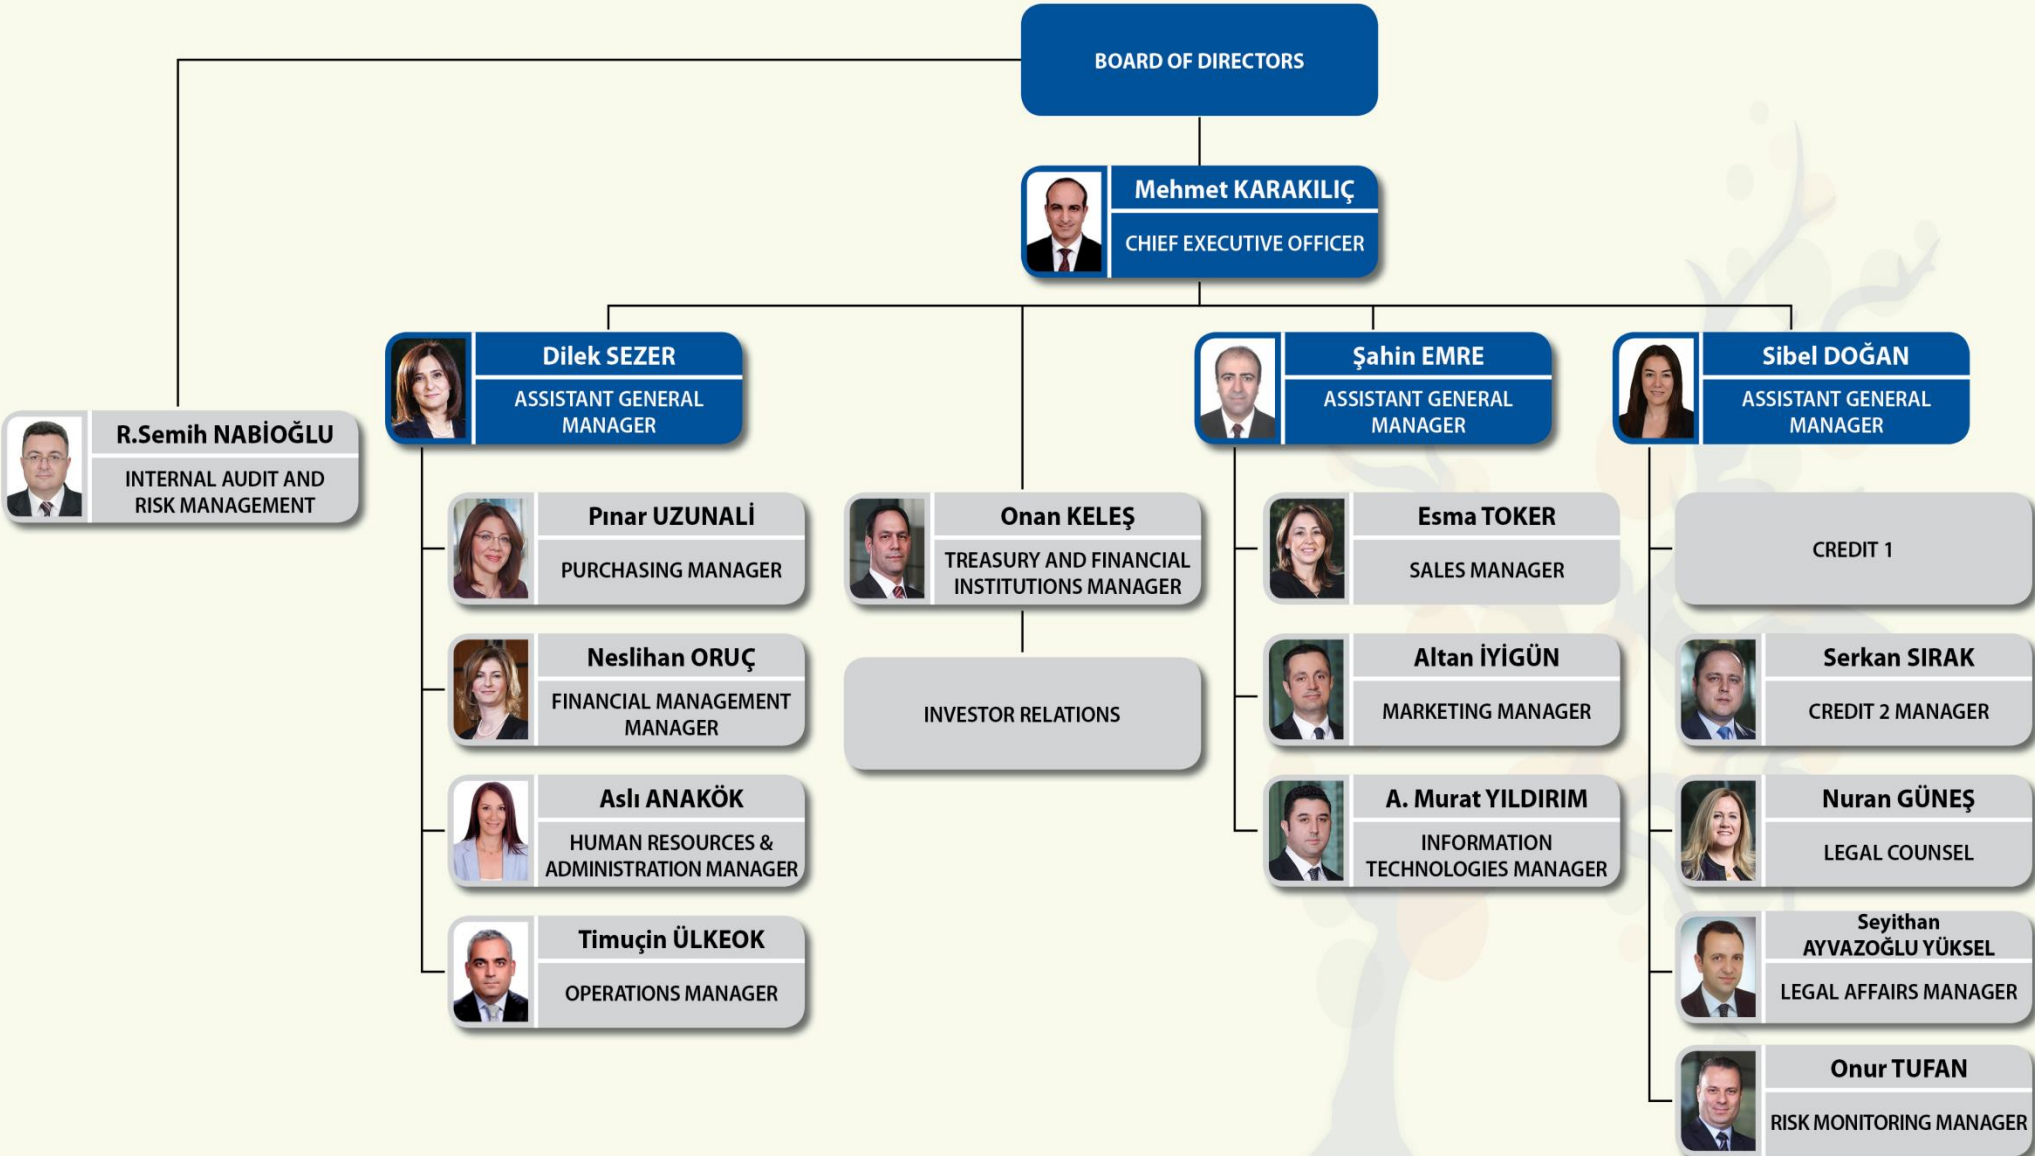 BOARD OF DIRECTORS
Mehmet KARAKILIÇ
CHIEF EXECUTIVE OFFICER
R.Semih NABİOĞLU
INTERNAL AUDIT AND
RISK MANAGEMENT
Dilek SEZER
ASSISTANT GENERAL
MANAGER
Pınar UZUNALİ
PURCHASING MANAGER
Neslihan ORUÇ
FINANCIAL MANAGEMENT
MANAGER
Aslı ANAKÖK
HUMAN RESOURCES &
ADMINISTRATION MANAGER
Timuçin ÜLKEOK
OPERATIONS MANAGER
Onan KELEŞ
TREASURY AND FINANCIAL
INSTITUTIONS MANAGER
INVESTOR RELATIONS
Şahin EMRE
ASSISTANT GENERAL
MANAGER
Esma TOKER
SALES MANAGER
Altan İYİGÜN
MARKETING MANAGER
A. Murat YILDIRIM
INFORMATION
TECHNOLOGIES MANAGER
Sibel DOĞAN
ASSISTANT GENERAL
MANAGER
CREDIT 1
Serkan SIRAK
CREDIT 2 MANAGER
Nuran GÜNEŞ
LEGAL COUNSEL
Seyithan
AYVAZOĞLU YÜKSEL
LEGAL AFFAIRS MANAGER
Onur TUFAN
RISK MONITORING MANAGER